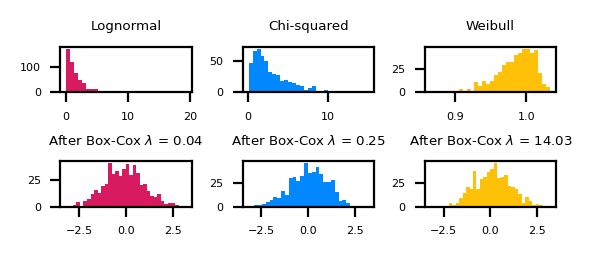 Lognormal Chi-squared Weibull
100 50 25
0 0 0
0 10 20 0 10 0.9 1.0
After Box-Cox λ = 0.04 After Box-Cox λ = 0.25 After Box-Cox λ = 14.03
25 25 25
0 0 0
−2.5 0.0 2.5 −2.5 0.0 2.5 −2.5 0.0 2.5